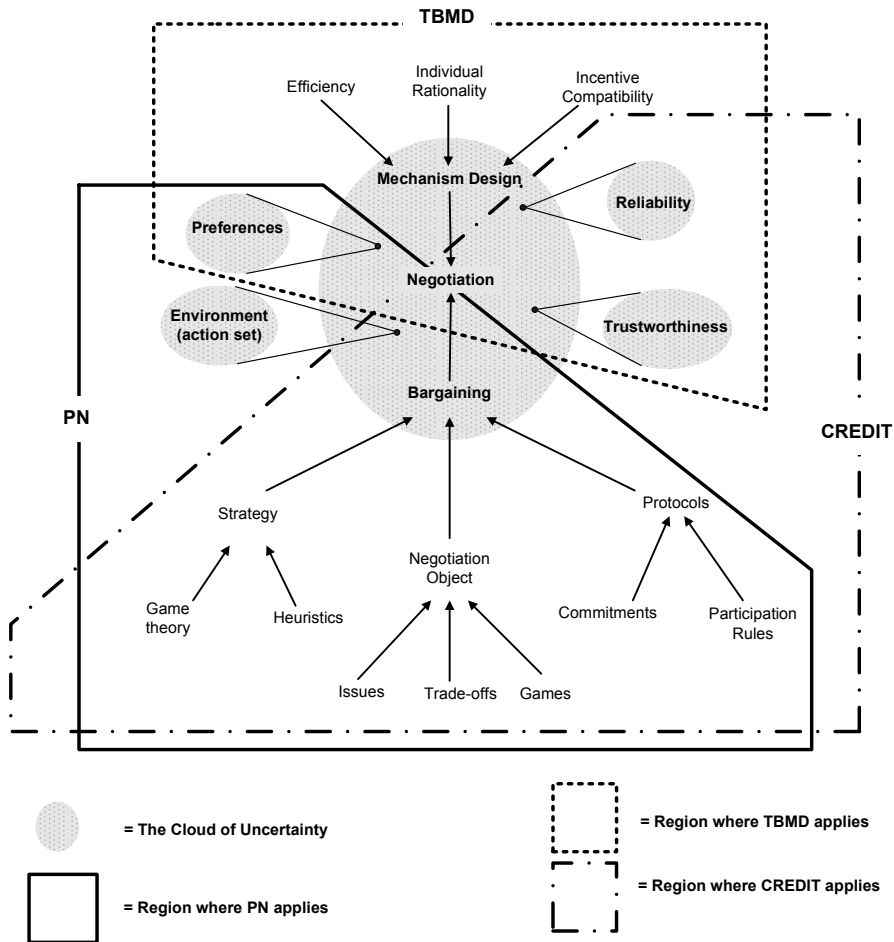 TBMD
Efficiency
Individual
Rationality
Incentive
Compatibility
Mechanism Design
Preferences
Reliability
Negotiation
Environment
(action set)
Trustworthiness
Bargaining
PN
CREDIT
Strategy
Protocols
Negotiation
Object
Game
theory
Heuristics
Commitments
Participation
Rules
Issues
Trade-offs
Games
= The Cloud of Uncertainty
= Region where TBMD applies
= Region where PN applies
= Region where CREDIT applies